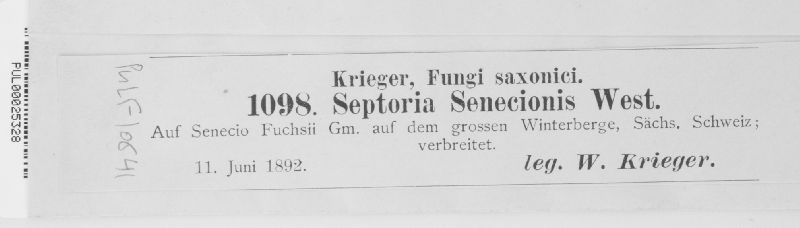 Krieger, Fungi saxonici.
1098. Septoria Senecionis West.
Auf Senecio Fuchsii Gm. auf dem grossen Winterberge, Sächs. Schweiz;
verbreitet.
11. Juni 1892. leg. W. Krieger.
PUL00025328